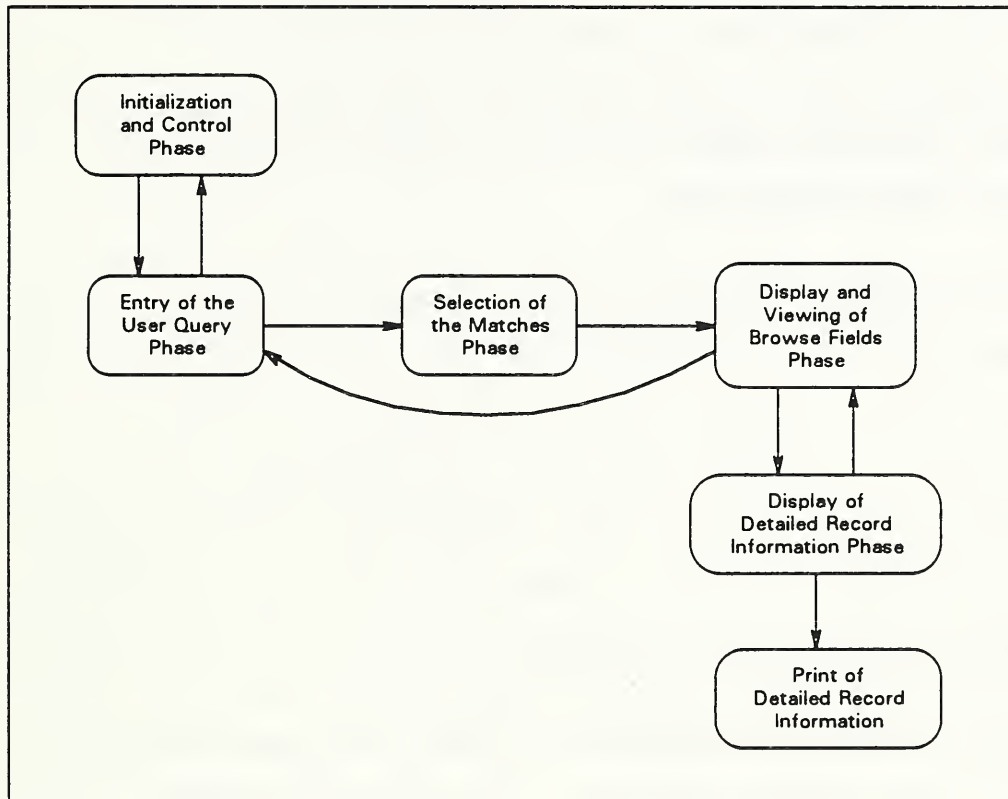 Initialization
and Control
Phase
Entry of the
User Query
Phase
Selection of
the Matches
Phase
Display and
Viewing of
Browse Fields
Phase
Display of
Detailed Record
Information Phase
Print of
Detailed Record
Information